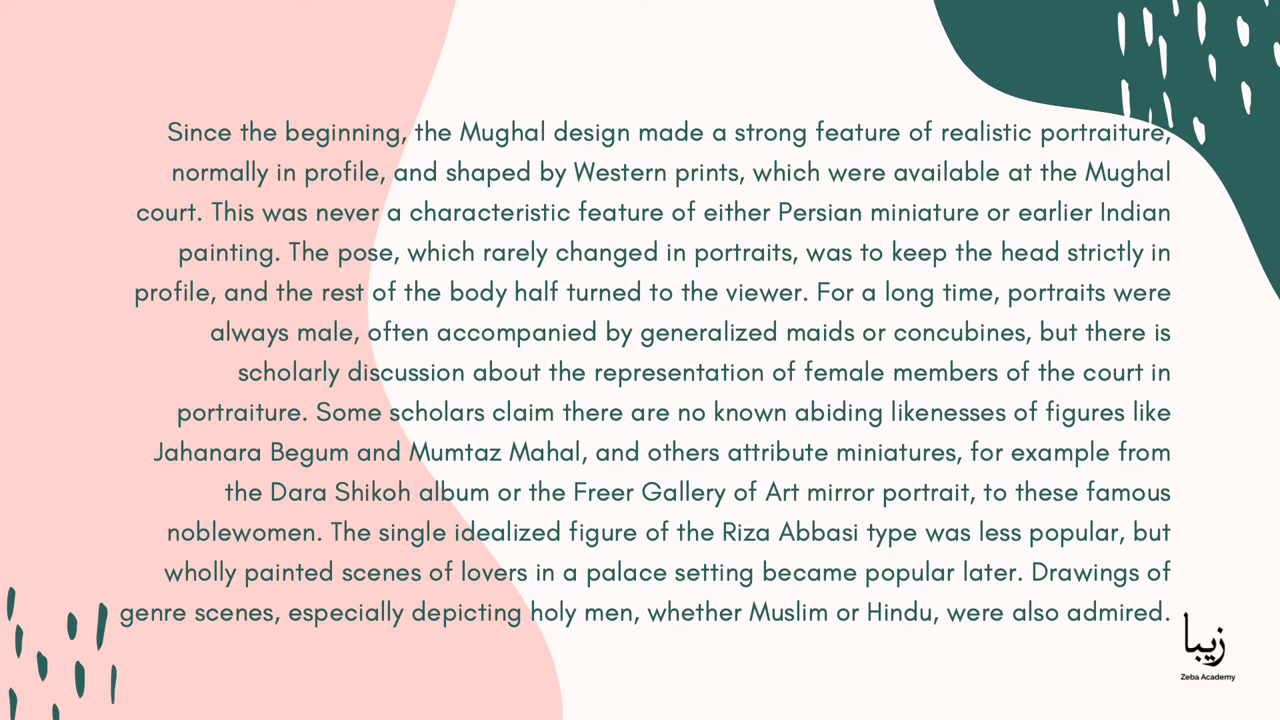 Since the beginning, the Mughal design made a strong feature of realistic portraiture,
normally in profile, and shaped by Western prints, which were available at the Mughal
court. This was never a characteristic feature of either Persian miniature or earlier Indian
painting. The pose, which rarely changed in portraits, was to keep the head strictly in
profile, and the rest of the body half turned to the viewer. For a long time, portraits were
always male, often accompanied by generalized maids or concubines, but there is
scholarly discussion about the representation of female members of the court in
portraiture. Some scholars claim there are no known abiding likenesses of figures like
Jahanara Begum and Mumtaz Mahal, and others attribute miniatures, for example from
the Dara Shikoh album or the Freer Gallery of Art mirror portrait, to these famous
noblewomen. The single idealized figure of the Riza Abbasi type was less popular, but
wholly painted scenes of lovers in a palace setting became popular later. Drawings of
genre scenes, especially depicting holy men, whether Muslim or Hindu, were also admired.
زيبا
Zeba Academy